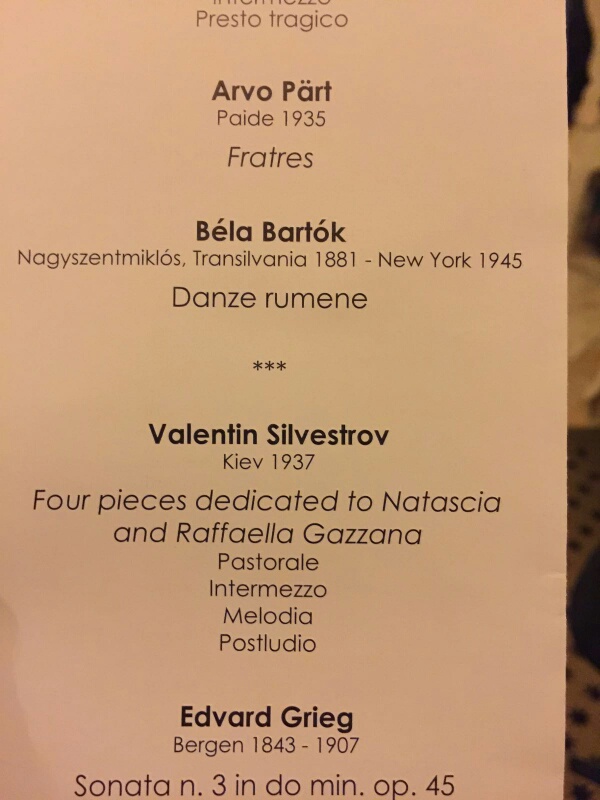 Intermezzo
Presto tragico
Arvo Pärt
Paide 1935
Fratres
Béla Bartók
Nagyszentmiklós, Transilvania 1881 - New York 1945
Danze rumene
***
Valentin Silvestrov
Kiev 1937
Four pieces dedicated to Natascia
and Raffaella Gazzana
Pastorale
Intermezzo
Melodia
Postludio
Edvard Grieg
Bergen 1843 - 1907
Sonata n. 3 in do min. op. 45